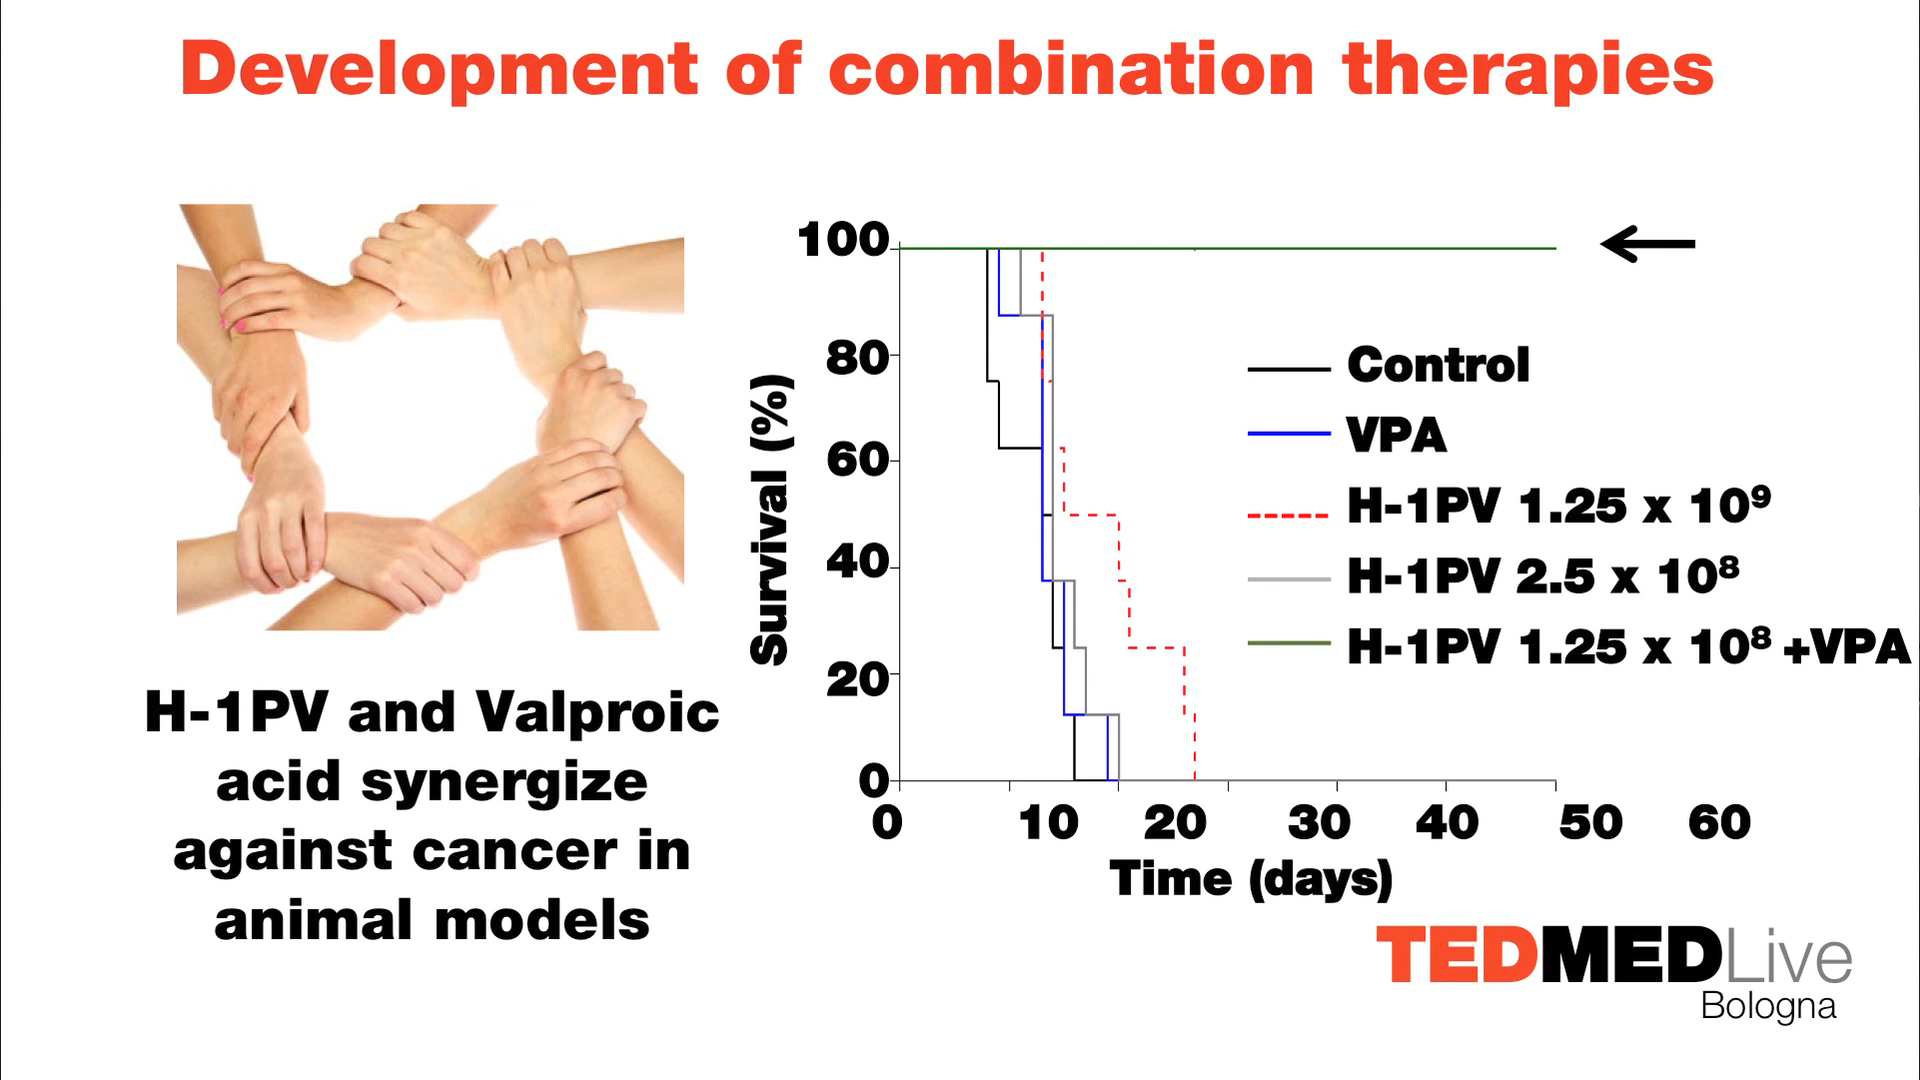 Development of combination therapies
H-1PV and Valproic
acid synergize
against cancer in
animal models
Survival (%)
100
80
60
40
20
0
0 10 20 30 40 50 60
Time (days)
Control
VPA
H-1PV 1.25 x 10⁹
H-1PV 2.5 x 10⁸
H-1PV 1.25 x 10⁸ +VPA
TEDMEDLive
Bologna